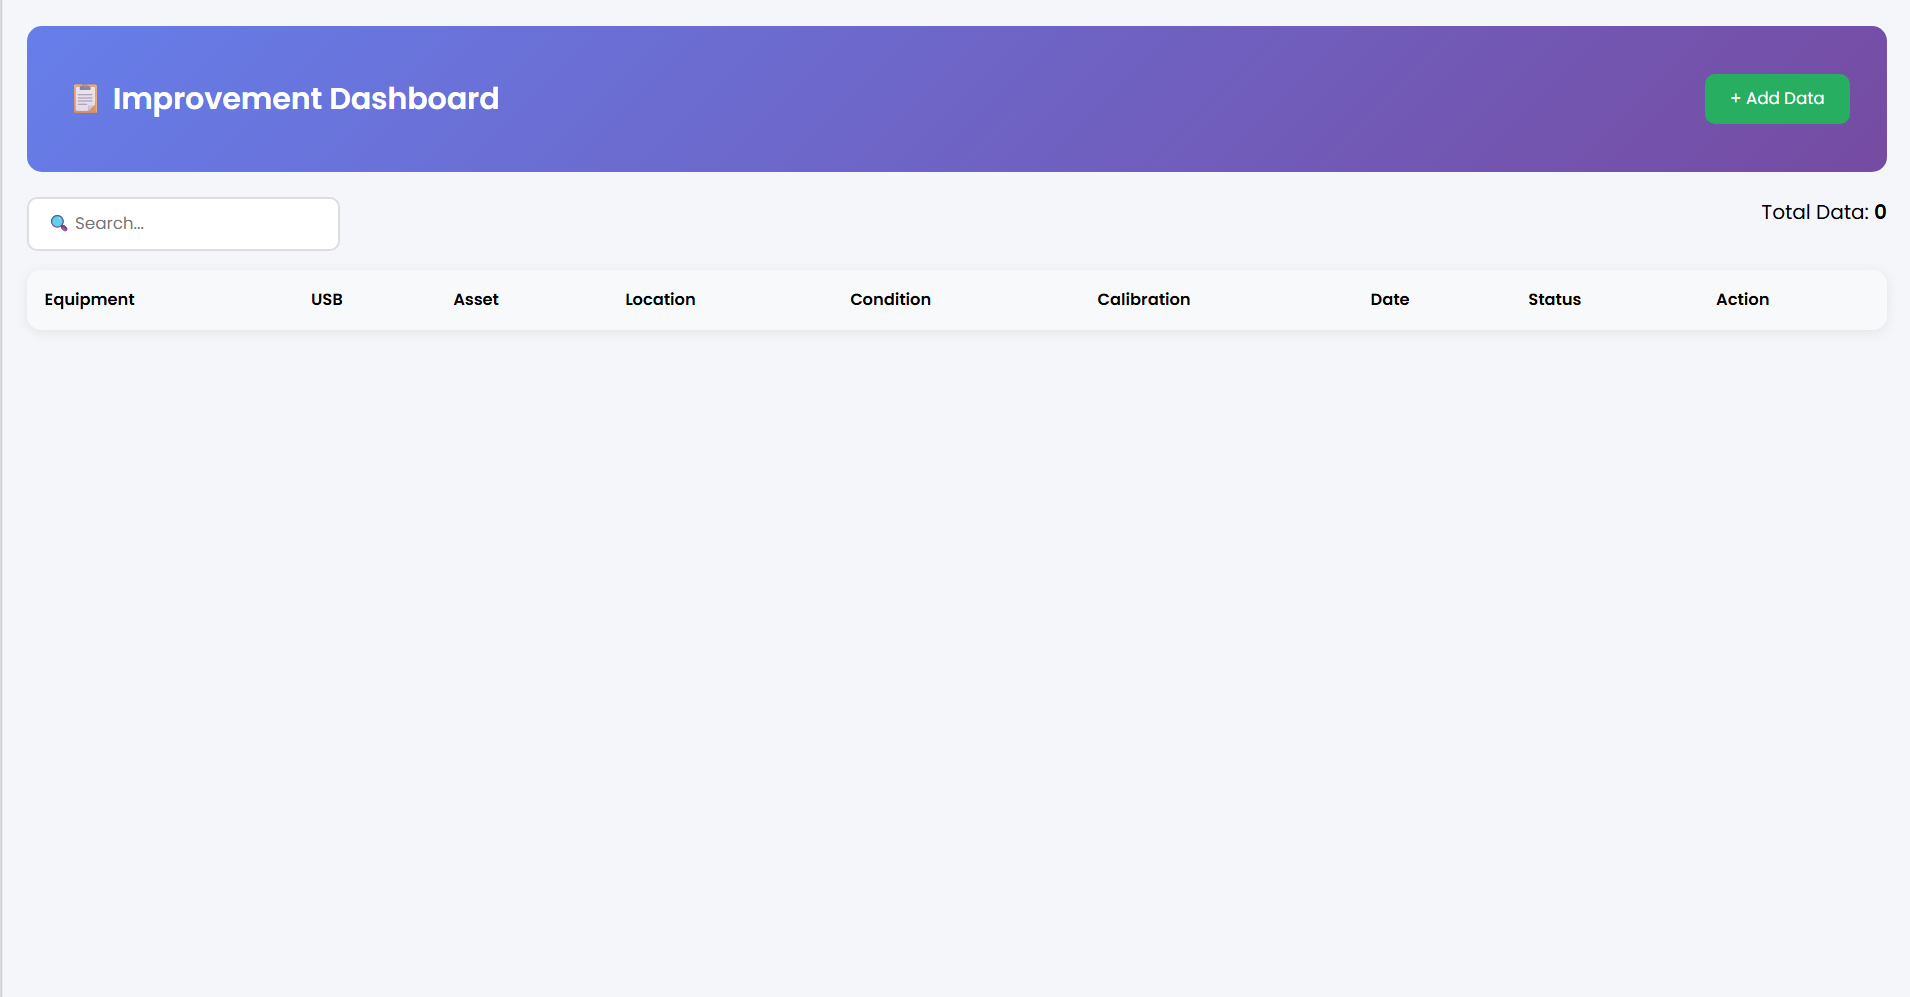 📋 Improvement Dashboard
+ Add Data
🔍 Search...
Total Data: 0
Equipment USB Asset Location Condition Calibration Date Status Action